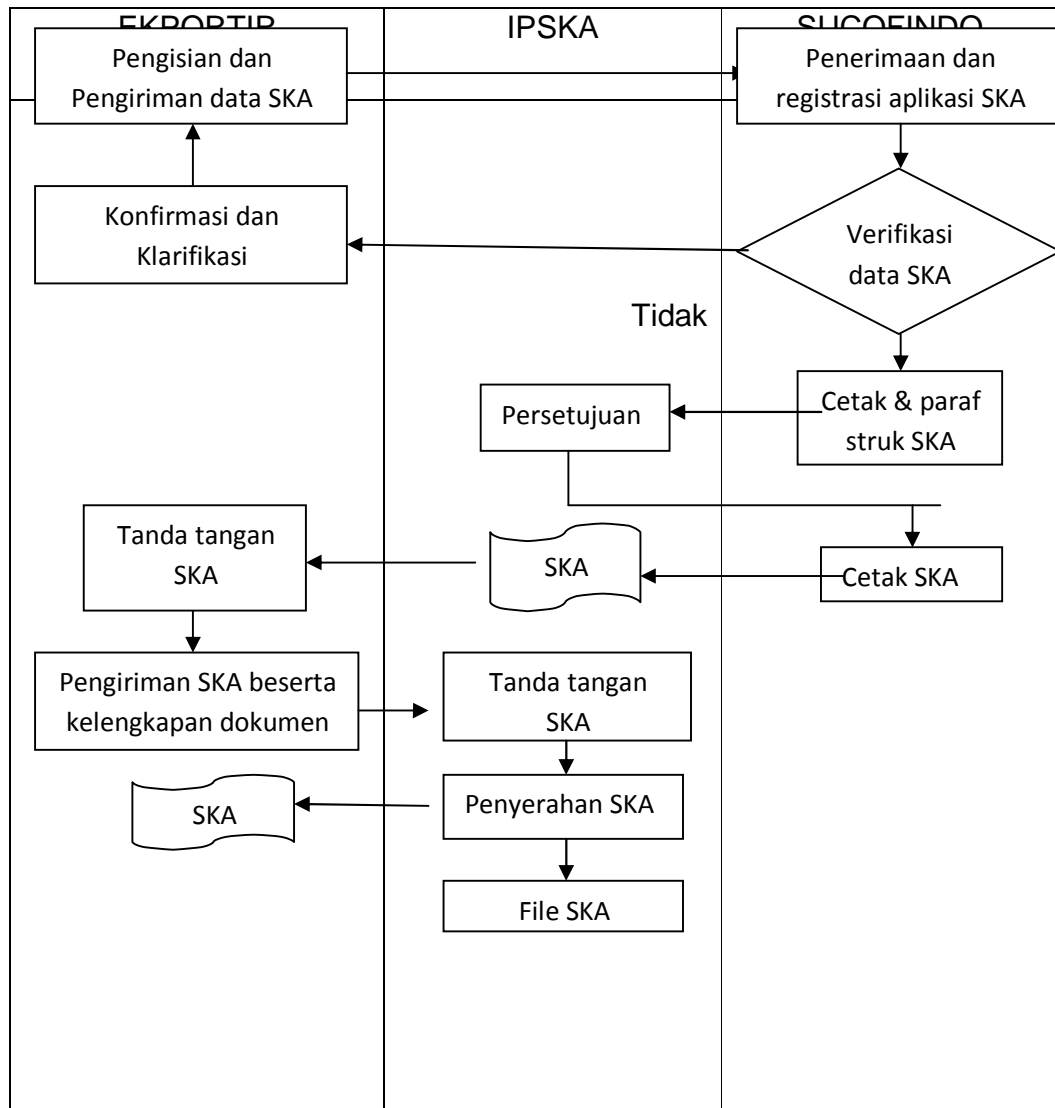 EKPORTIR
IPSKA
SUCOFINDO
Pengisian dan
Pengiriman data SKA
Penerimaan dan
registrasi aplikasi SKA
Konfirmasi dan
Klarifikasi
Verifikasi
data SKA
Tidak
Persetujuan
Cetak & paraf
struk SKA
Tanda tangan
SKA
SKA
Cetak SKA
Pengiriman SKA beserta
kelengkapan dokumen
Tanda tangan
SKA
SKA
Penyerahan SKA
File SKA